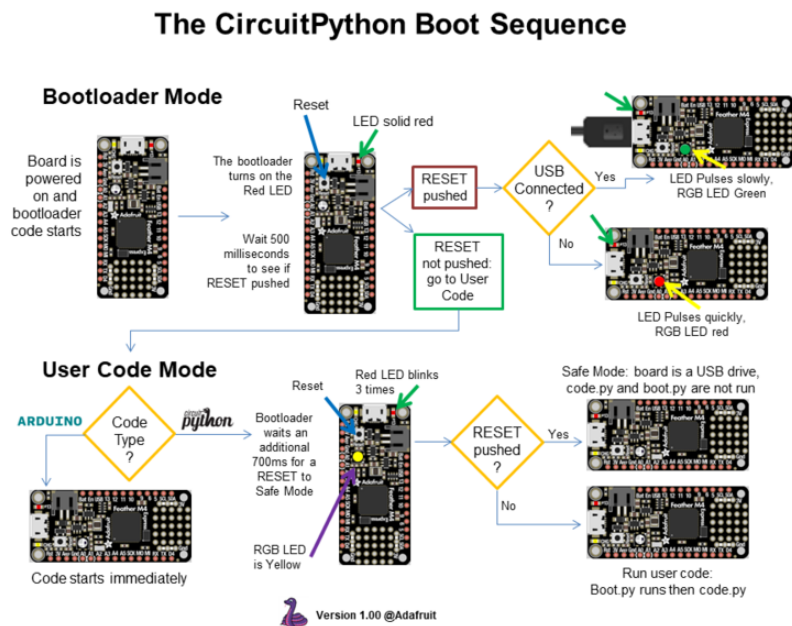 The CircuitPython Boot Sequence
Bootloader Mode
Board is
powered
on and
bootloader
code starts
The bootloader
turns on the
Red LED
Wait 500
milliseconds
to see if
RESET pushed
Reset
LED solid red
RESET
pushed
RESET
not pushed:
go to User
Code
USB
Connected
?
Yes
No
LED Pulses slowly,
RGB LED Green
LED Pulses quickly,
RGB LED red
User Code Mode
ARDUINO
Code
Type
?
circuit
python
Code starts immediately
Bootloader
waits an
additional
700ms for a
RESET to
Safe Mode
Reset
Red LED blinks
3 times
RGB LED
is Yellow
RESET
pushed
?
Yes
No
Safe Mode: board is a USB drive,
code.py and boot.py are not run
Run user code:
Boot.py runs then code.py
Version 1.00 @Adafruit